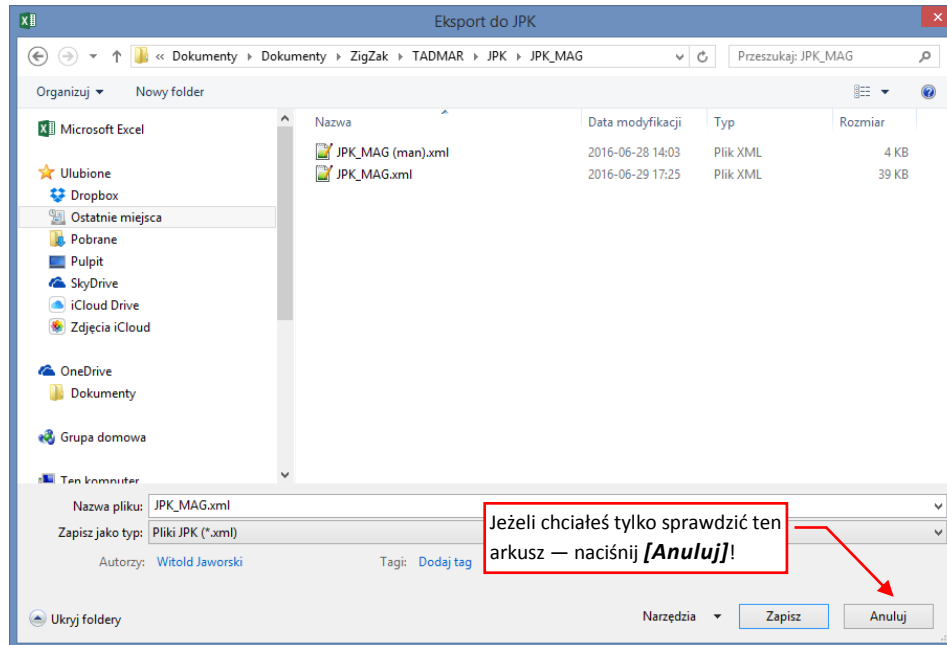 Eksport do JPK
« Dokumenty ▸ Dokumenty ▸ ZigZak ▸ TADMAR ▸ JPK ▸ JPK_MAG
Przeszukaj: JPK_MAG
Organizuj
Nowy folder
Microsoft Excel
Ulubione
Dropbox
Ostatnie miejsca
Pobrane
Pulpit
SkyDrive
iCloud Drive
Zdjęcia iCloud
OneDrive
Dokumenty
Grupa domowa
Ten komputer
Nazwa Data modyfikacji Typ Rozmiar
JPK_MAG (man).xml 2016-06-28 14:03 Plik XML 4 KB
JPK_MAG.xml 2016-06-29 17:25 Plik XML 39 KB
Nazwa pliku: JPK_MAG.xml
Zapisz jako typ: Pliki JPK (*.xml)
Autorzy: Witold Jaworski
Tagi: Dodaj tag
Jeżeli chciałeś tylko sprawdzić ten
arkusz — naciśnij [Anuluj]!
Ukryj foldery
Narzędzia
Zapisz
Anuluj